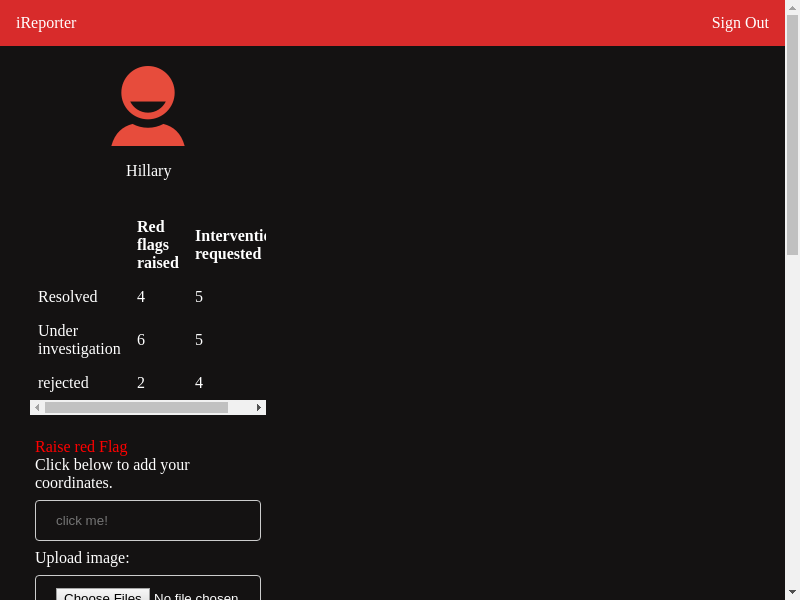 iReporter
Sign Out
Hillary
Red flags raised
requested
Resolved 4 5
Under investigation 6 5
rejected 2 4
Raise red Flag
Click below to add your
coordinates.
click me!
Upload image:
Choose Files No file chosen